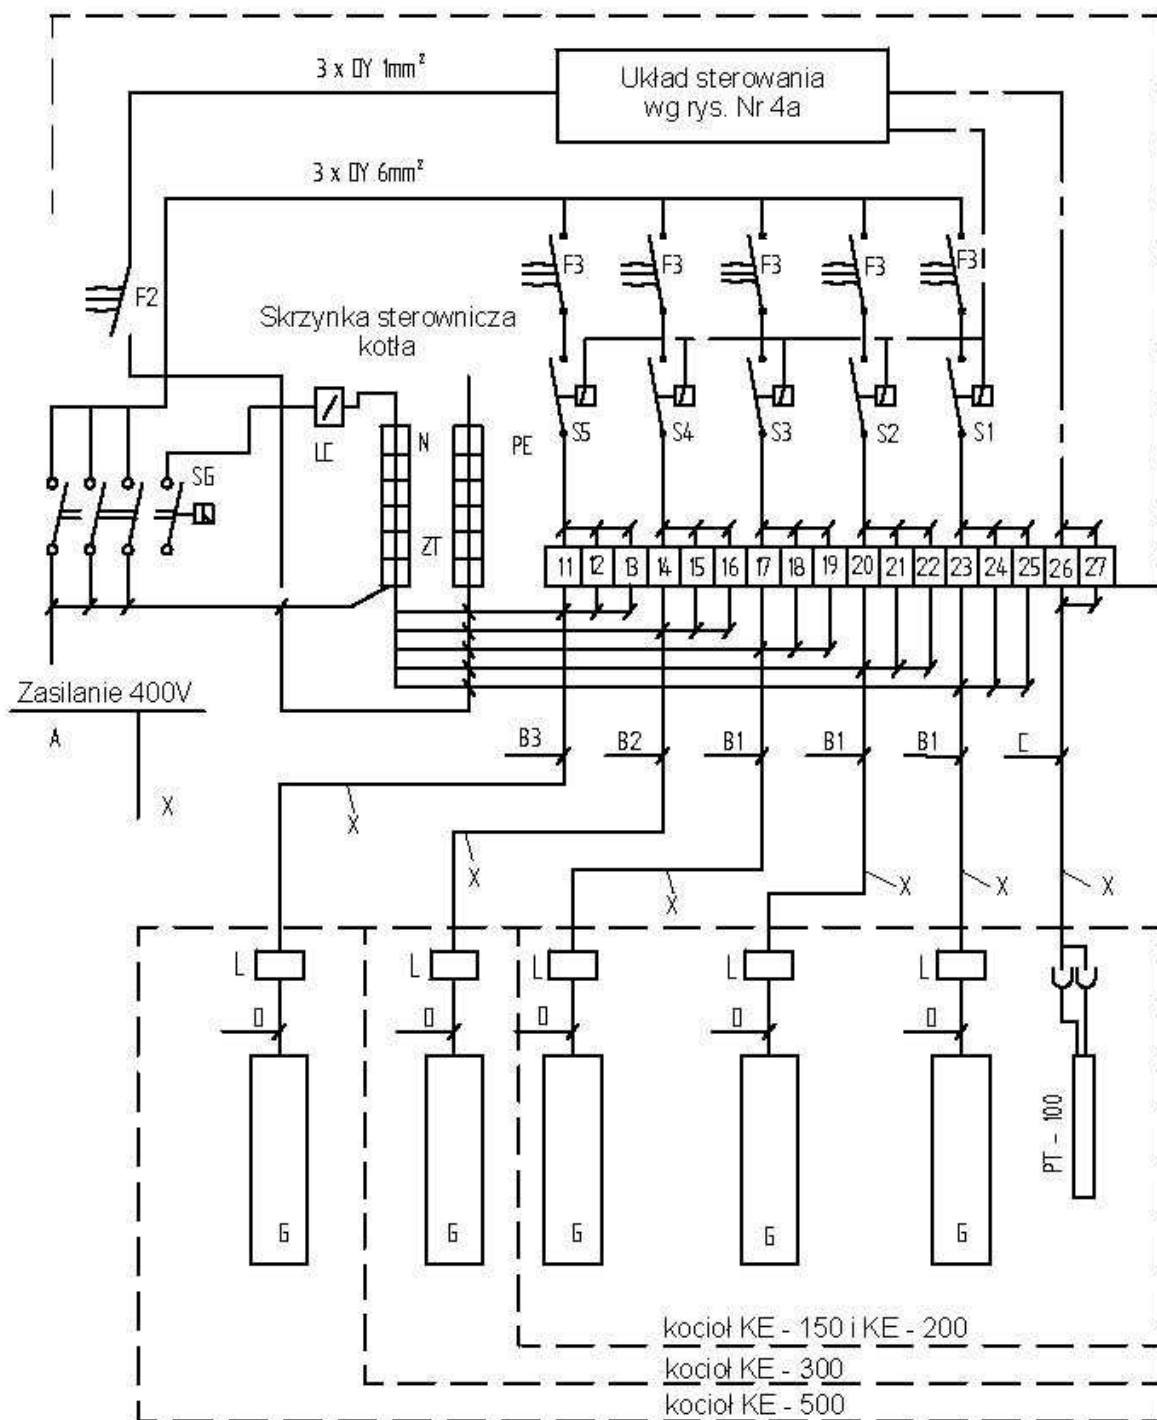 3 x DY 1mm²
Układ sterowania
wg rys. Nr 4a
3 x DY 6mm²
F3 F3 F3 F3 F3
F2
Skrzynka sterownicza
kotła
LC
N
PE
S5 S4 S3 S2 S1
SG
ZT
11 12 13 14 15 16 17 18 19 20 21 22 23 24 25 26 27
Zasilanie 400V
A
B3 B2 B1 B1 B1 C
X
X X X X X X
L L L L L
D D D D D
PT - 100
G G G G G
kocioł KE - 150 i KE - 200
kocioł KE - 300
kocioł KE - 500